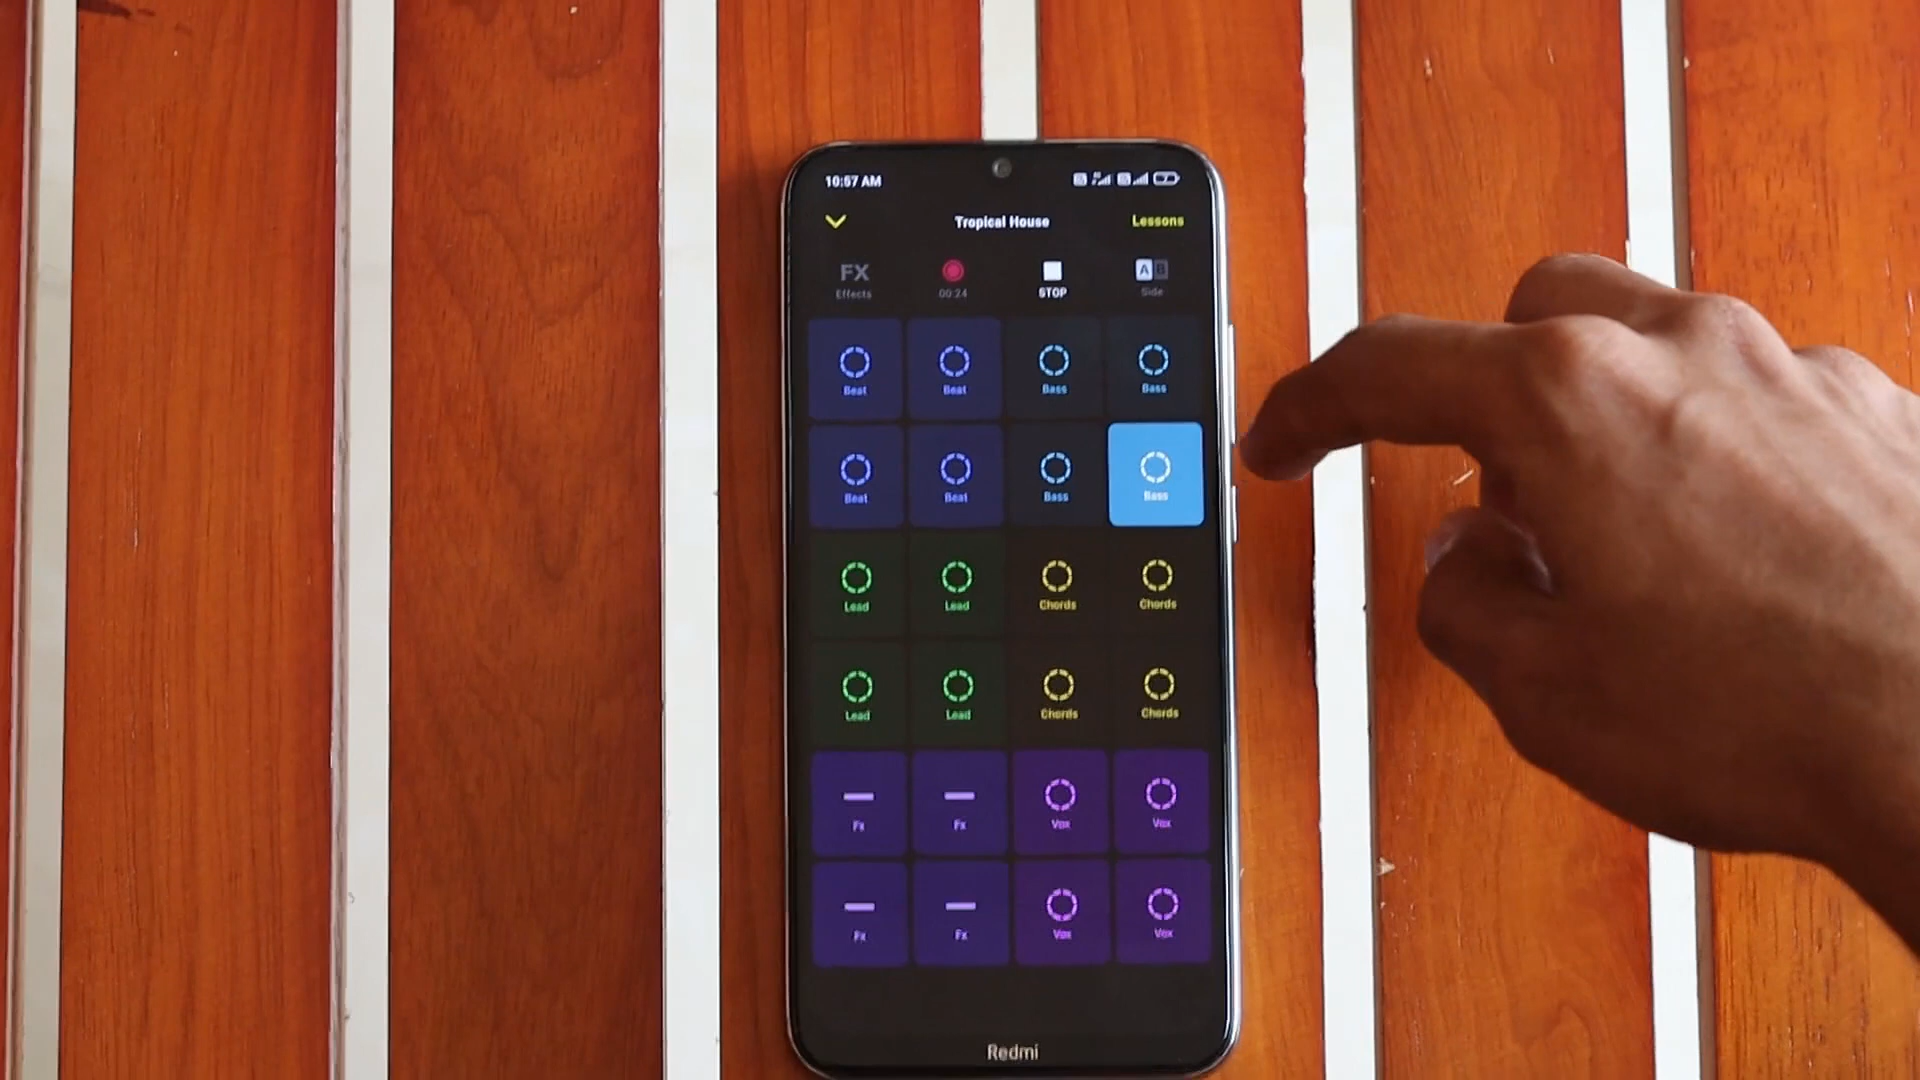 10:57 AM
Tropical House Lessons
FX STOP A B
Effects 00:24 Side
Beat Beat Bass Bass
Beat Beat Bass Bass
Lead Lead Chords Chords
Lead Lead Chords Chords
Fx Fx Vox Vox
Fx Fx Vox Vox
Redmi